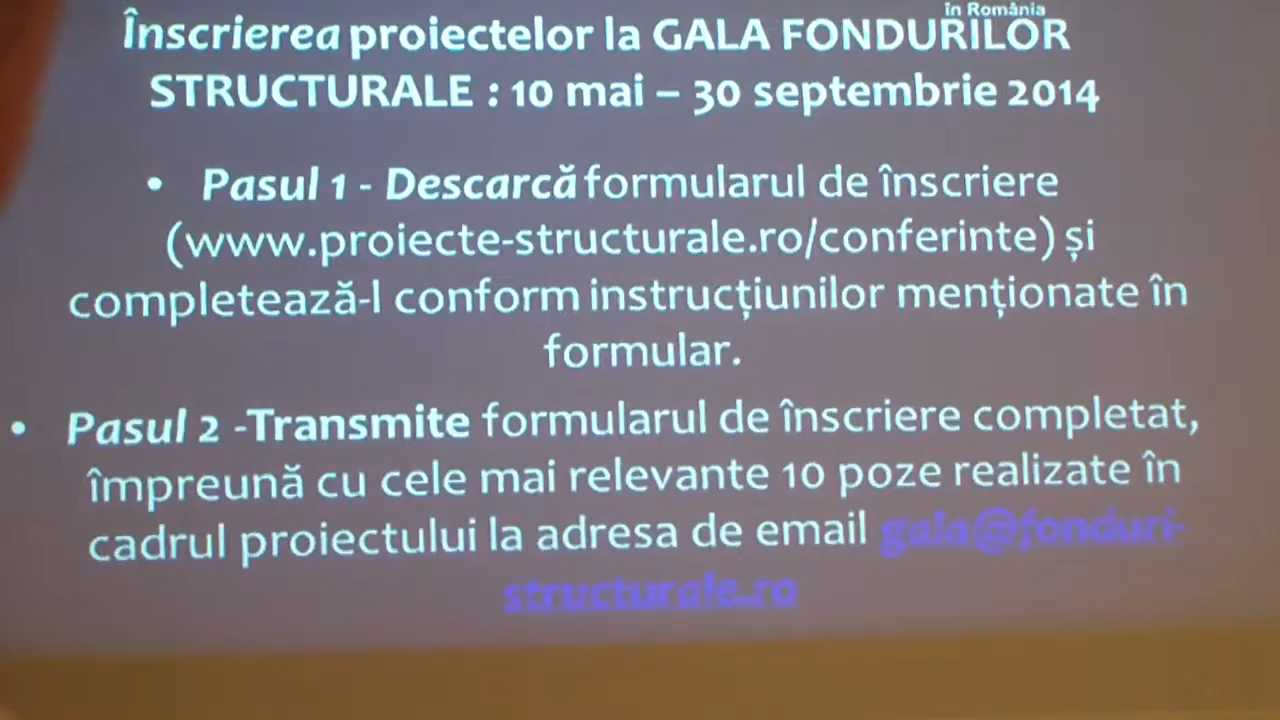 în România
Înscrierea proiectelor la GALA FONDURILOR
STRUCTURALE : 10 mai – 30 septembrie 2014
• Pasul 1 - Descarcă formularul de înscriere
(www.proiecte-structurale.ro/conferinte) și
completează-l conform instrucțiunilor menționate în
formular.
• Pasul 2 -Transmite formularul de înscriere completat,
împreună cu cele mai relevante 10 poze realizate în
cadrul proiectului la adresa de email gala@fonduri-
structurale.ro